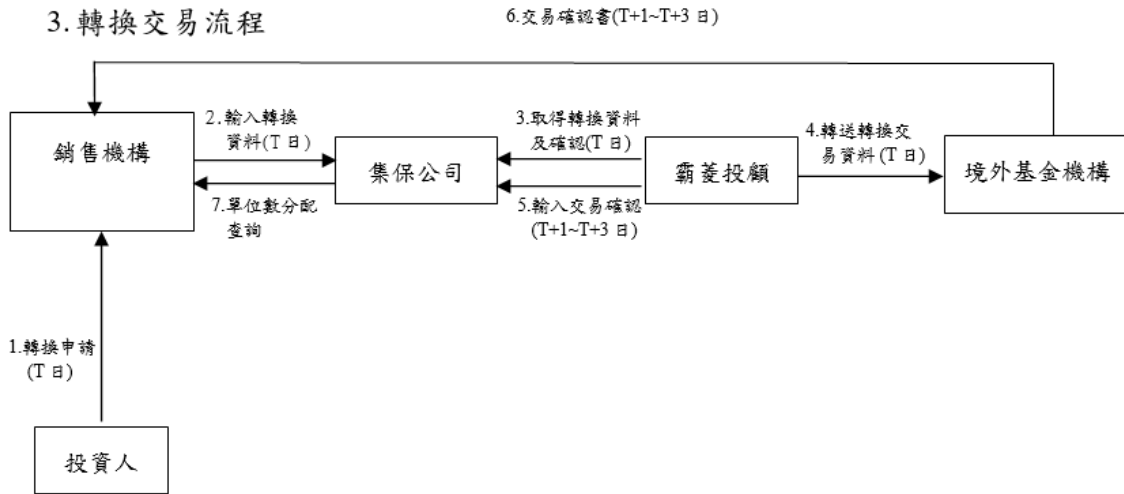 3.轉換交易流程
6.交易確認書(T+1~T+3 日)
銷售機構
2.輸入轉換
資料(T 日)
集保公司
3.取得轉換資料
及確認(T 日)
霸菱投顧
4.轉送轉換交
易資料(T 日)
境外基金機構
7.單位數分配
查詢
5.輸入交易確認
(T+1~T+3 日)
1.轉換申請
(T 日)
投資人